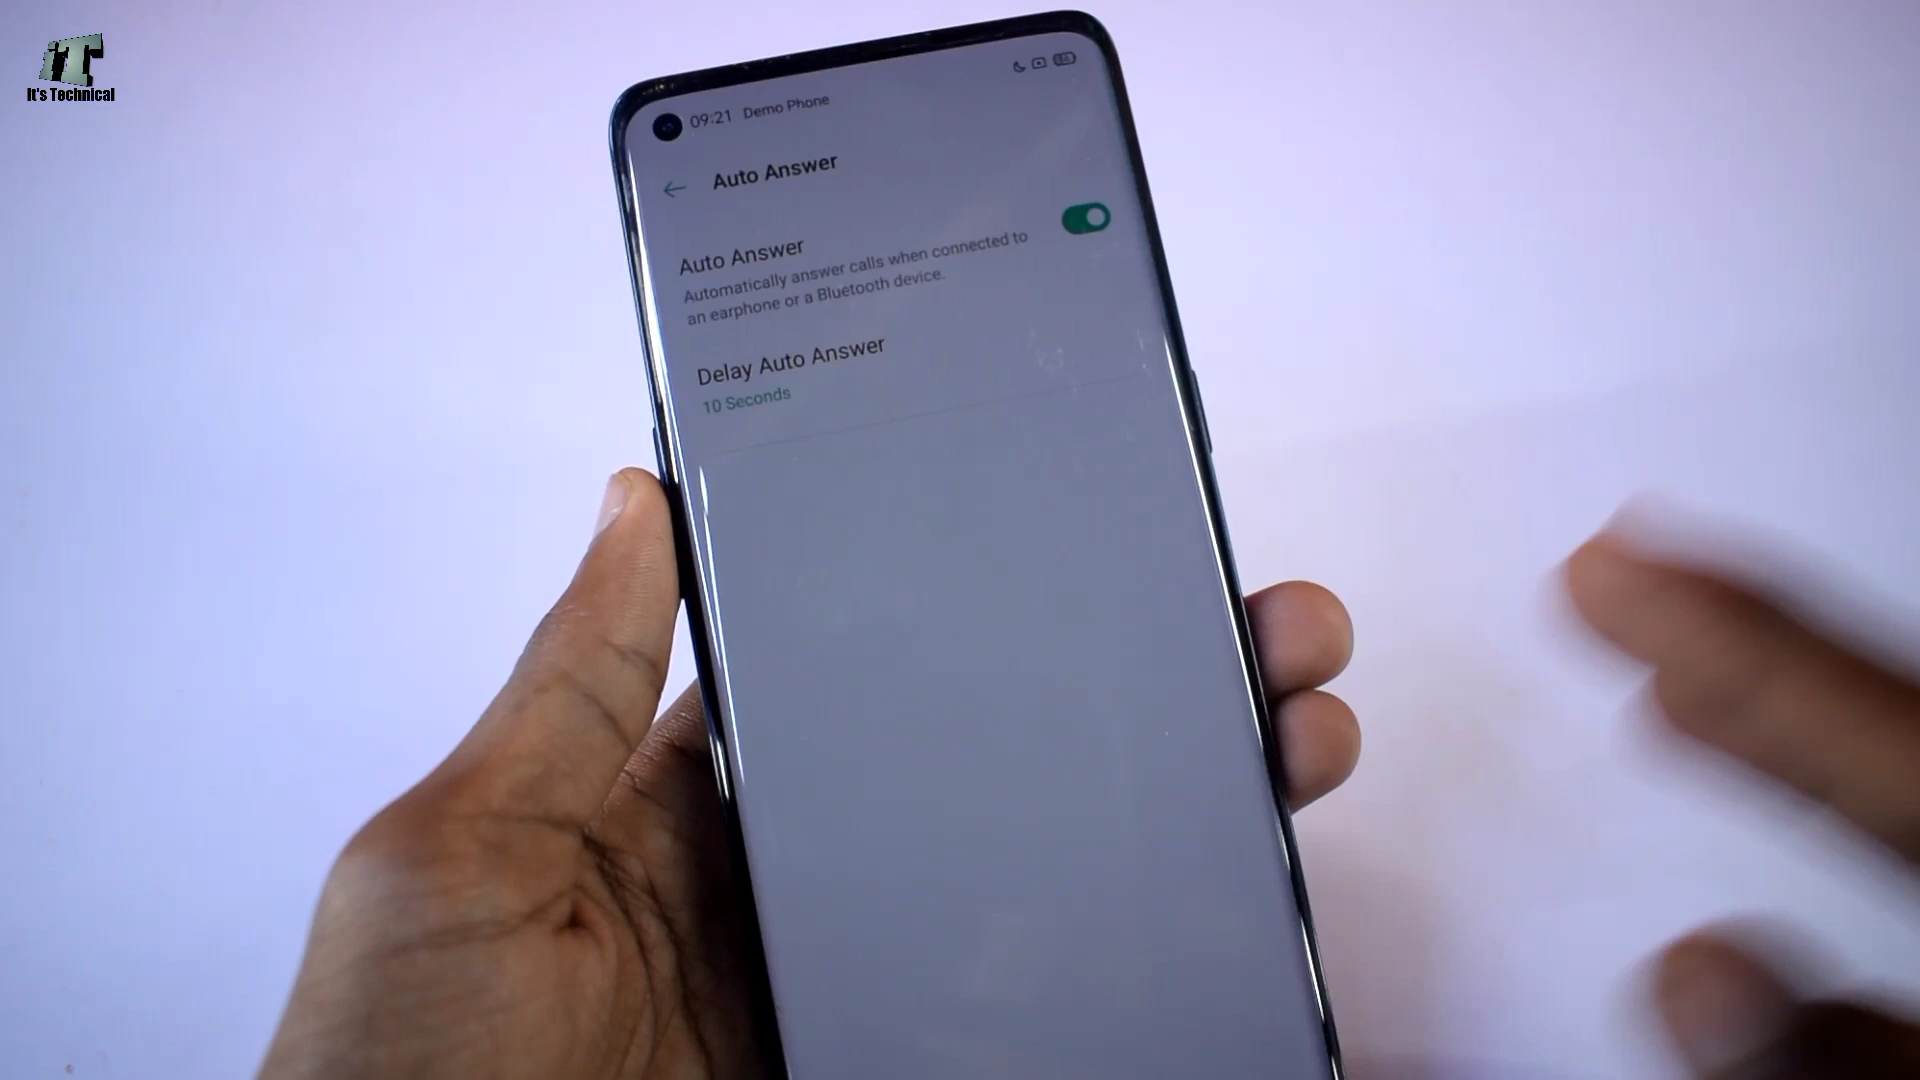 iT
It's Technical
09:21 Demo Phone
Auto Answer
Auto Answer
Automatically answer calls when connected to
an earphone or a Bluetooth device.
Delay Auto Answer
10 Seconds